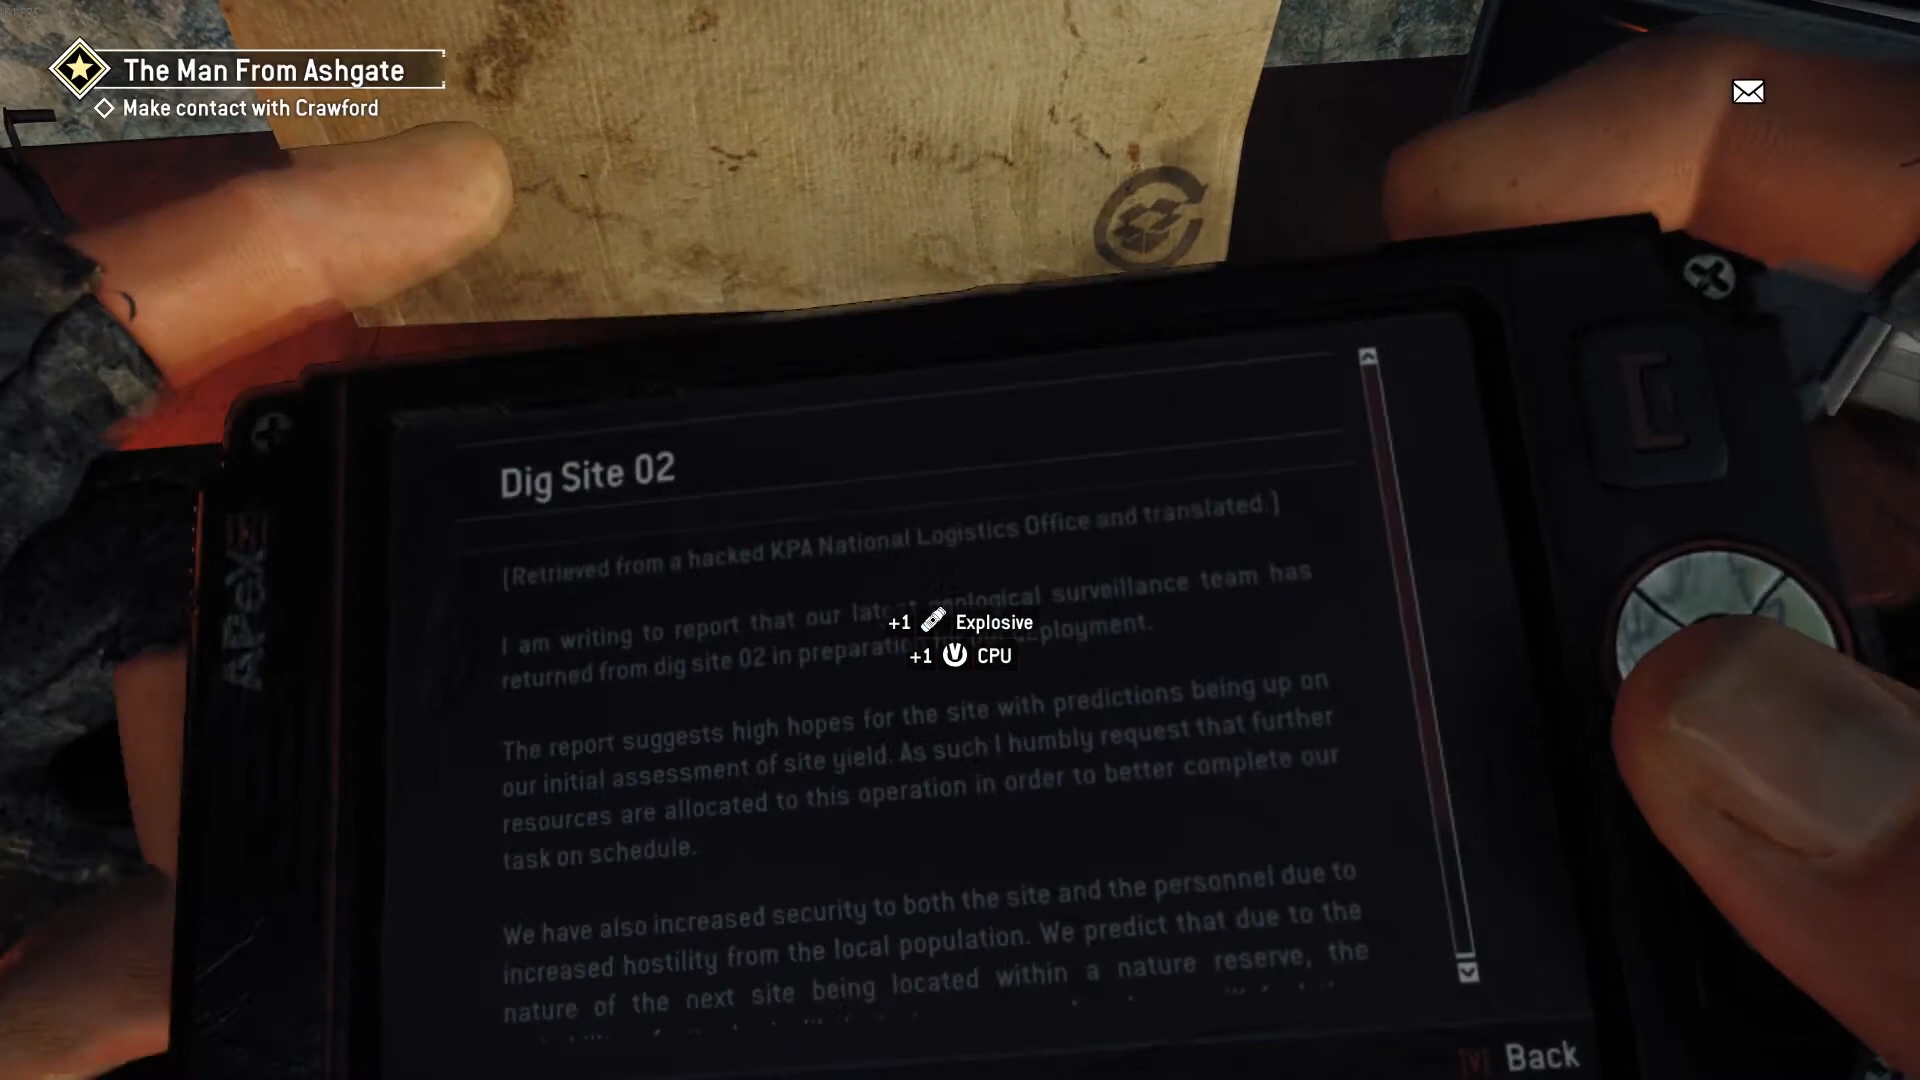 The Man From Ashgate
Make contact with Crawford
APEX
Dig Site 02
(Retrieved from a hacked KPA National Logistics Office and translated.)
I am writing to report that our geological surveillance team has
returned from dig site 02 in
The report suggests high hopes for the site with predictions being up on
our initial assessment of site yield. As such I humbly request that further
resources are allocated to this operation in order to better complete our
task on schedule.
We have also increased security to both the site and the personnel due to
increased hostility from the local population. We predict that due to the
nature of the next site being located within a nature reserve, the
+1 Explosive
+1 CPU
Back